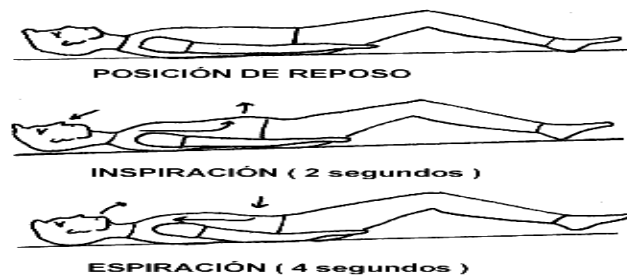 POSICIÓN DE REPOSO
INSPIRACIÓN ( 2 segundos )
ESPIRACIÓN ( 4 segundos )